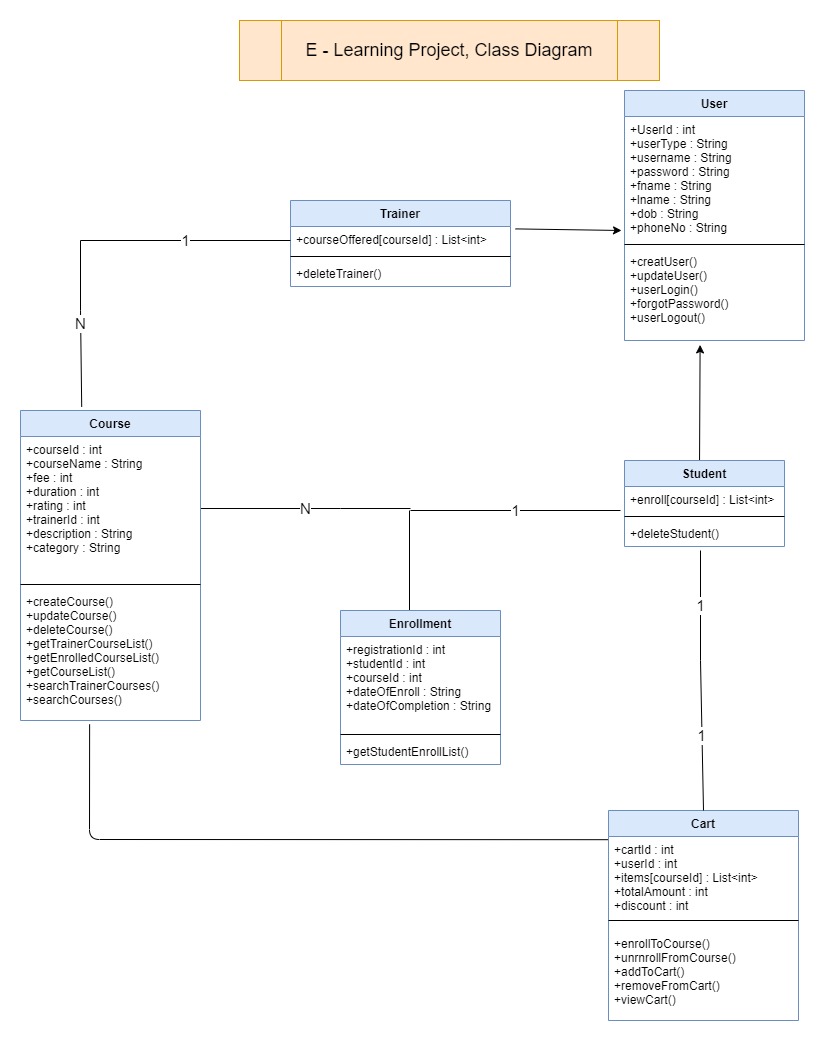 E - Learning Project, Class Diagram
User
+UserId : int
+userType : String
+username : String
+password : String
+fname : String
+lname : String
+dob : String
+phoneNo : String
+creatUser()
+updateUser()
+userLogin()
+forgotPassword()
+userLogout()
Trainer
+courseOffered[courseId] : List<int>
+deleteTrainer()
1
N
Course
+courseId : int
+courseName : String
+fee : int
+duration : int
+rating : int
+trainerId : int
+description : String
+category : String
+createCourse()
+updateCourse()
+deleteCourse()
+getTrainerCourseList()
+getEnrolledCourseList()
+getCourseList()
+searchTrainerCourses()
+searchCourses()
N
1
Student
+enroll[courseId] : List<int>
+deleteStudent()
Enrollment
+registrationId : int
+studentId : int
+courseId : int
+dateOfEnroll : String
+dateOfCompletion : String
+getStudentEnrollList()
1
1
Cart
+cartId : int
+userId : int
+items[courseId] : List<int>
+totalAmount : int
+discount : int
+enrollToCourse()
+unrnrollFromCourse()
+addToCart()
+removeFromCart()
+viewCart()